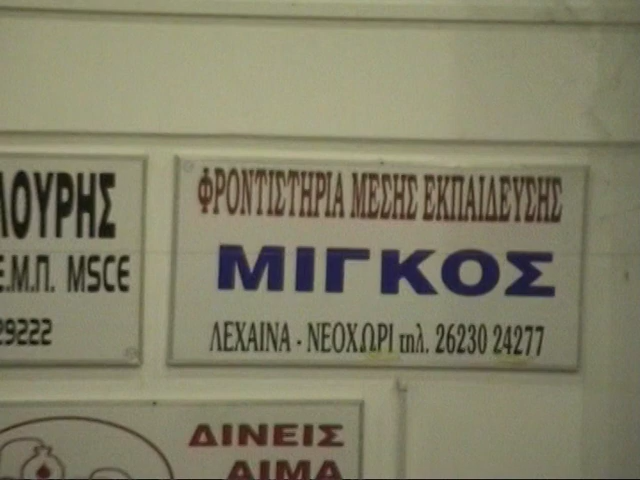 ΛΟΥΡΗΣ
Ε.Μ.Π. MSCE
29222
ΦΡΟΝΤΙΣΤΗΡΙΑ ΜΕΣΗΣ ΕΚΠΑΙΔΕΥΣΗΣ
ΜΙΓΚΟΣ
ΛΕΧΑΙΝΑ - ΝΕΟΧΩΡΙ τηλ. 26230 24277
ΔΙΝΕΙΣ
ΑΙΜΑ